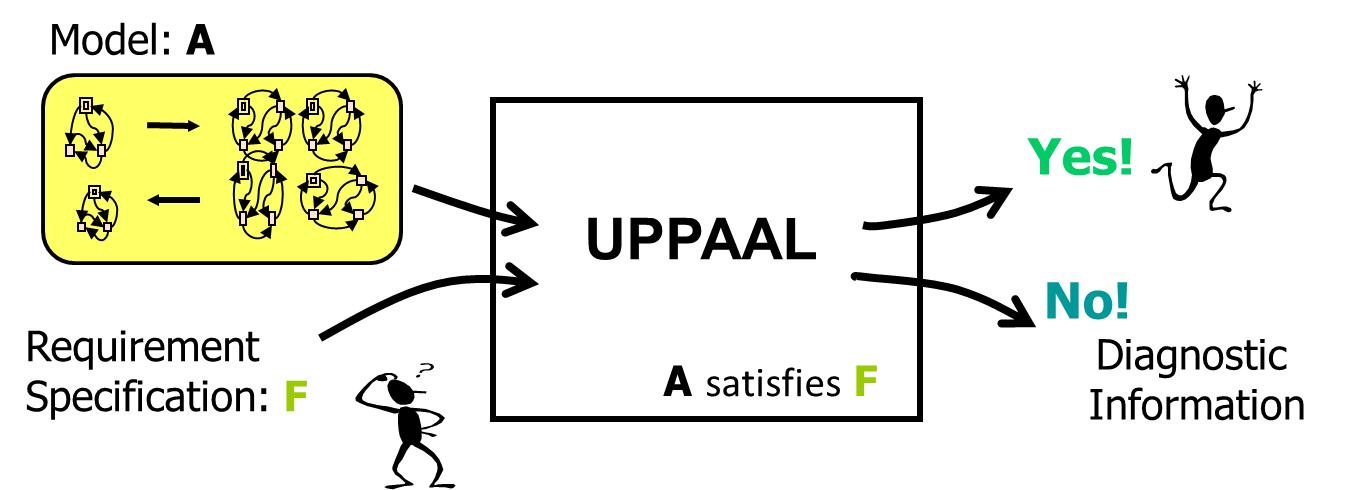 Model: A
Requirement
Specification: F
? ?
UPPAAL
A satisfies F
Yes!
No!
Diagnostic
Information